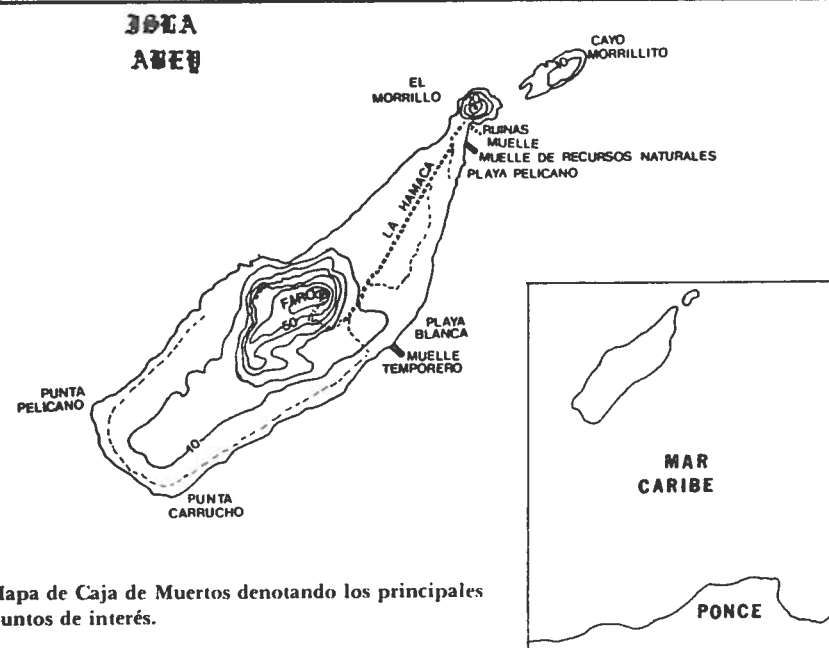 ISLA
ABEY
CAYO
MORRILLITO
EL
MORRILLO
10
RUINAS
MUELLE
MUELLE DE RECURSOS NATURALES
PLAYA PELICANO
LA HAMACA
FARO
50
PLAYA
BLANCA
MUELLE
TEMPORERO
PUNTA
PELICANO
10
PUNTA
CARRUCHO
MAR
CARIBE
PONCE
Mapa de Caja de Muertos denotando los principales
puntos de interés.